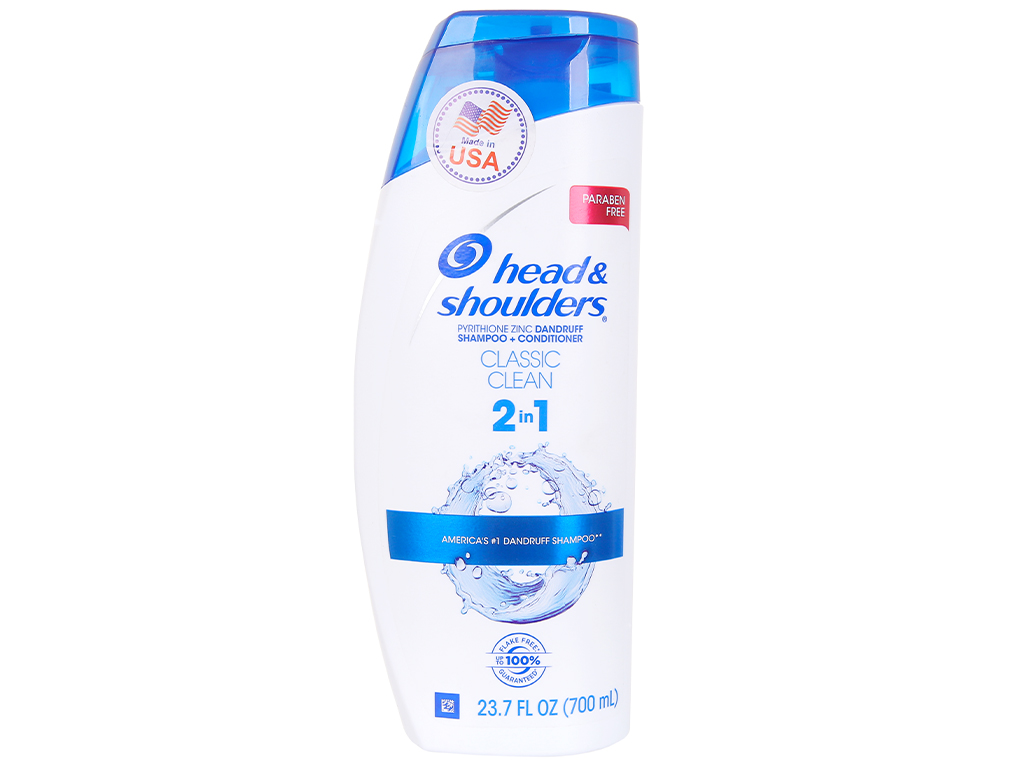 Made in
USA
PARABEN
FREE
head &
shoulders®
PYRITHIONE ZINC DANDRUFF
SHAMPOO + CONDITIONER
CLASSIC
CLEAN
2 in 1
AMERICA'S #1 DANDRUFF SHAMPOO**
FLAKE FREE*
UP TO 100%
GUARANTEED*
23.7 FL OZ (700 mL)